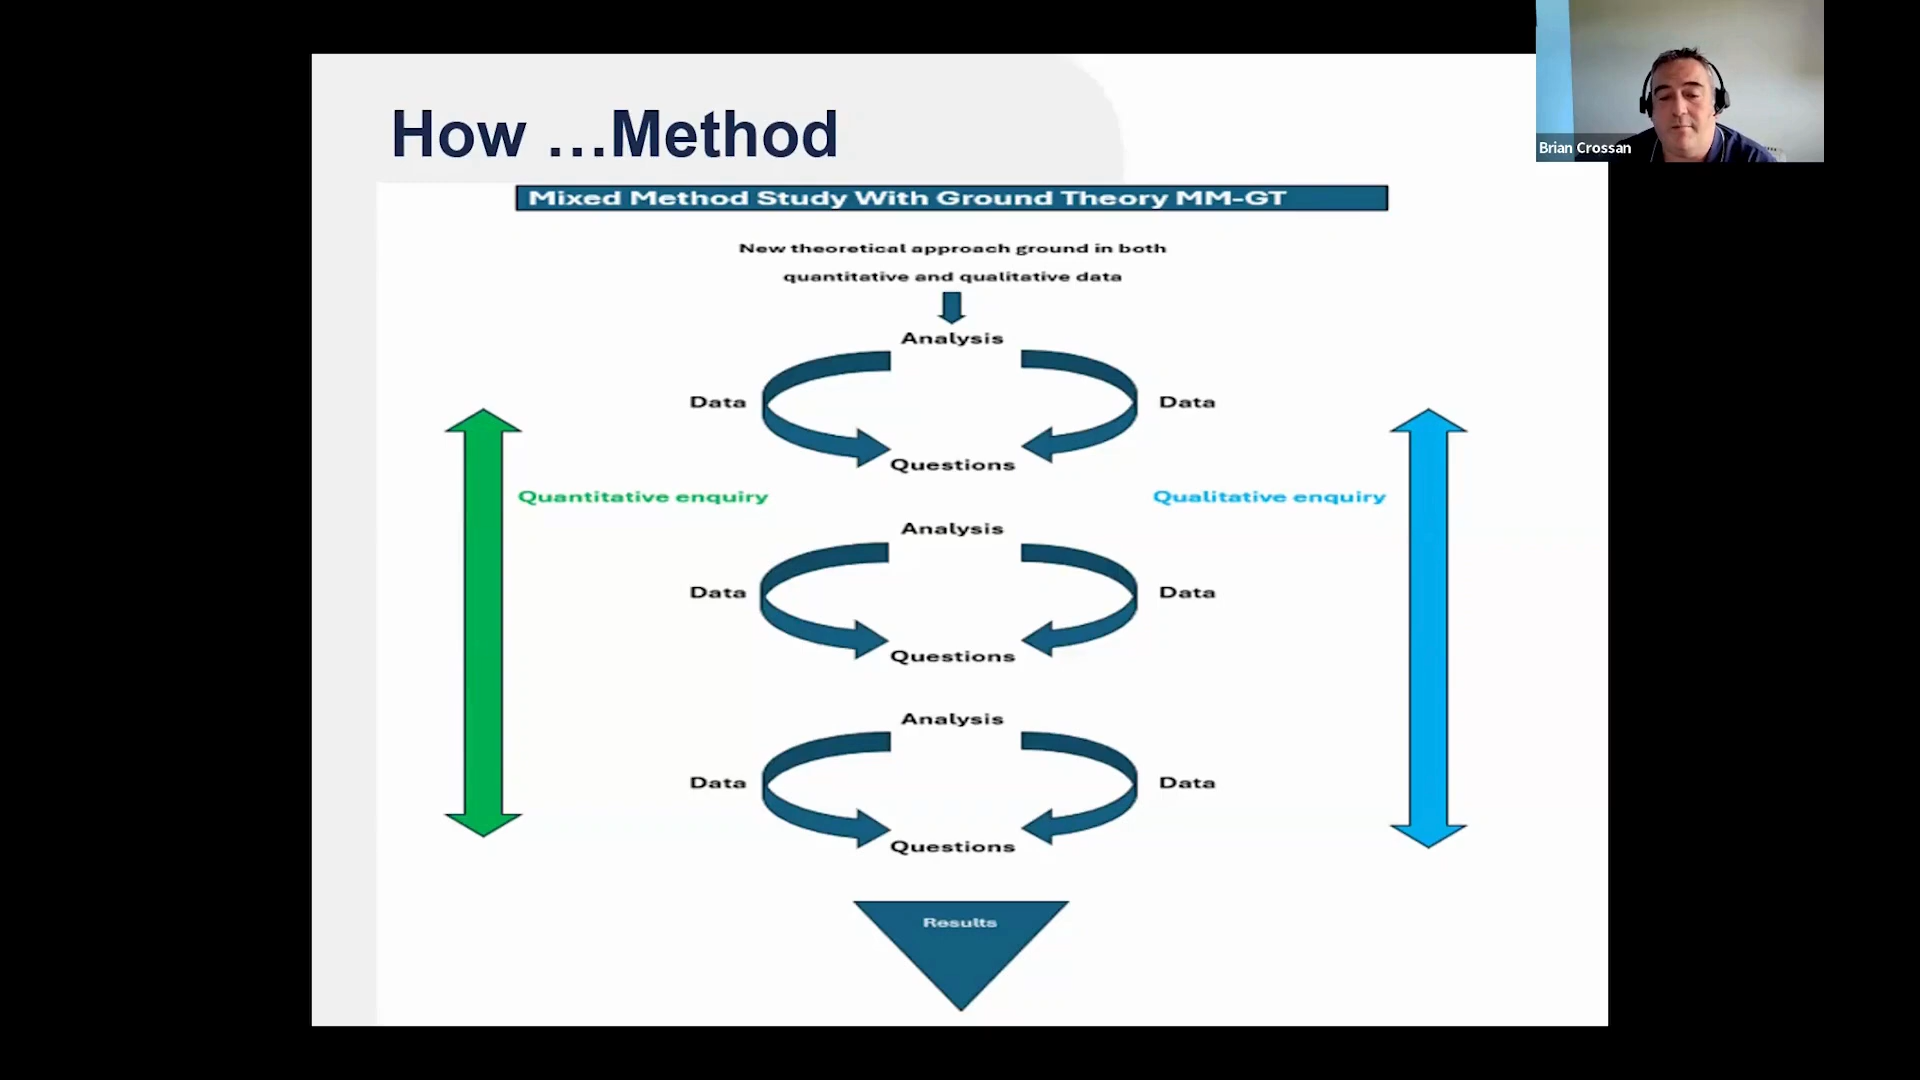 How ...Method
Brian Crossan
Mixed Method Study With Ground Theory MM-GT
New theoretical approach ground in both
quantitative and qualitative data
Analysis
Data
Data
Questions
Quantitative enquiry
Qualitative enquiry
Analysis
Data
Data
Questions
Analysis
Data
Data
Questions
Results